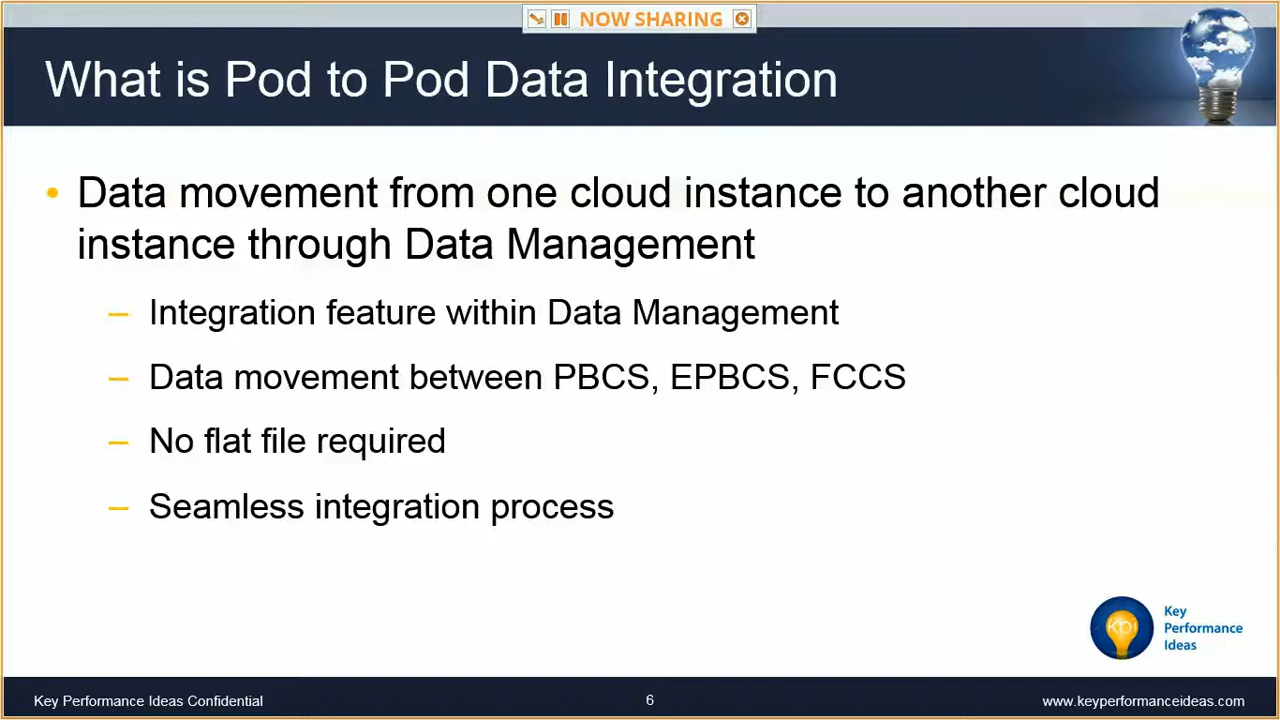 NOW SHARING
What is Pod to Pod Data Integration
• Data movement from one cloud instance to another cloud
instance through Data Management
– Integration feature within Data Management
– Data movement between PBCS, EPBCS, FCCS
– No flat file required
– Seamless integration process
kpi
Key
Performance
Ideas
Key Performance Ideas Confidential
6
www.keyperformanceideas.com